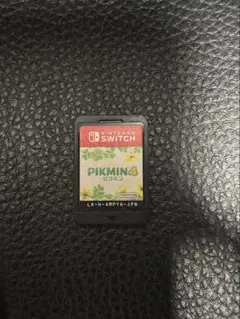 NINTENDO
SWITCH
PIKMIN4
ピクミン
LA-H-AMPYA-JPN